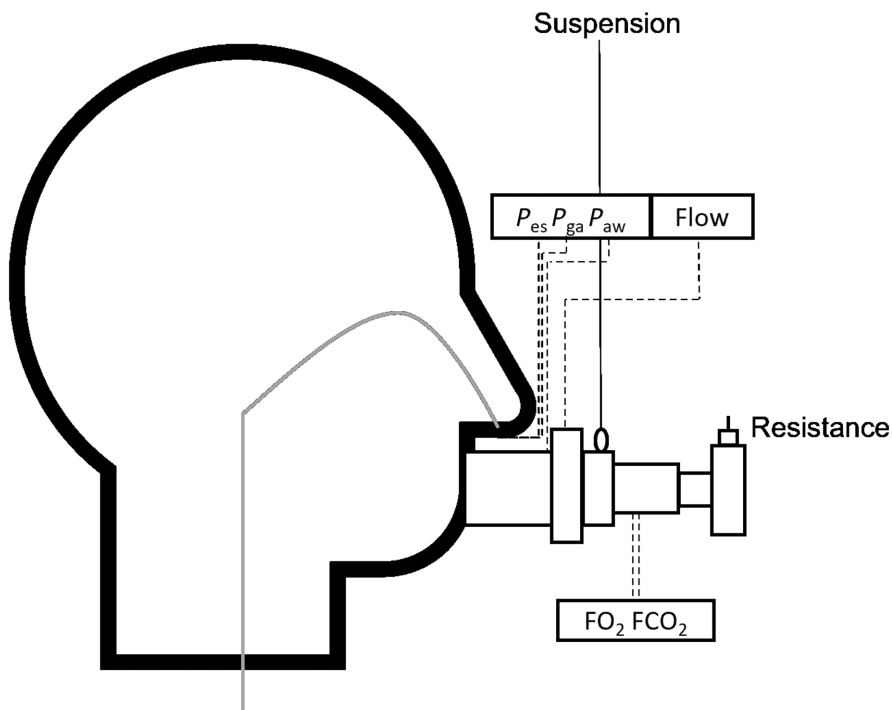 Suspension
Pes Pga Paw Flow
Resistance
FO₂ FCO₂